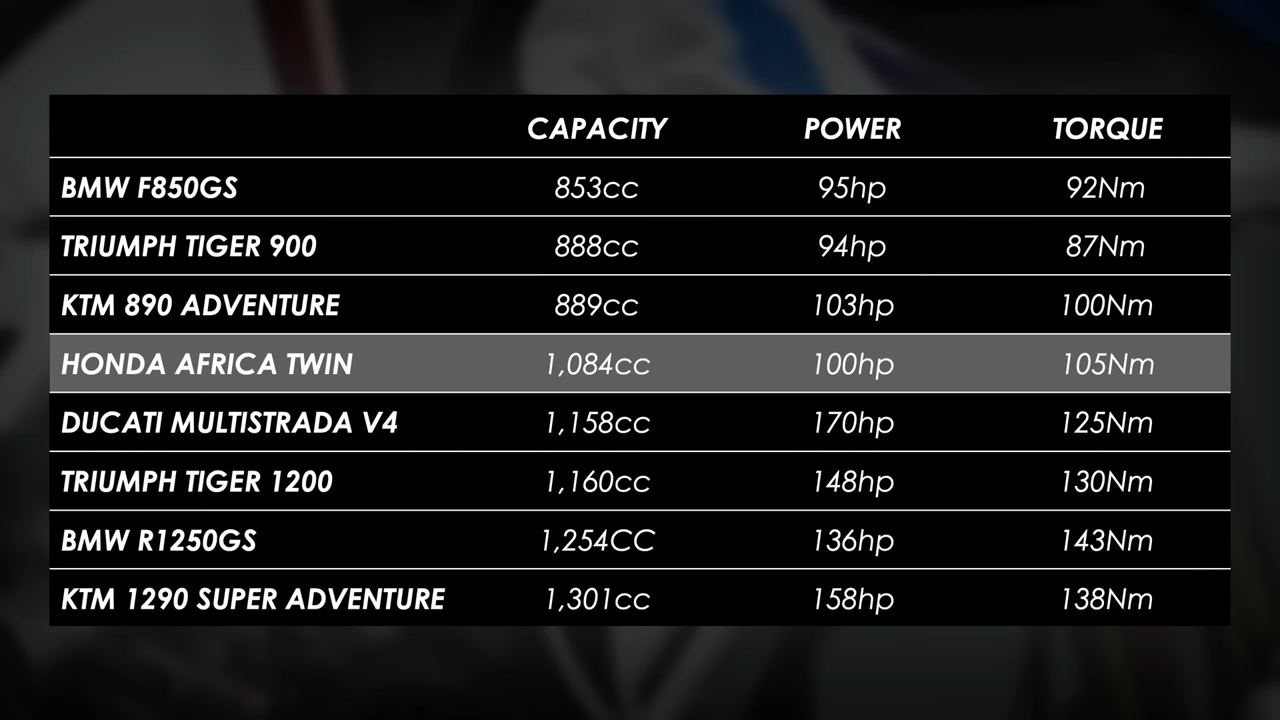 CAPACITY POWER TORQUE
BMW F850GS 853cc 95hp 92Nm
TRIUMPH TIGER 900 888cc 94hp 87Nm
KTM 890 ADVENTURE 889cc 103hp 100Nm
HONDA AFRICA TWIN 1,084cc 100hp 105Nm
DUCATI MULTISTRADA V4 1,158cc 170hp 125Nm
TRIUMPH TIGER 1200 1,160cc 148hp 130Nm
BMW R1250GS 1,254CC 136hp 143Nm
KTM 1290 SUPER ADVENTURE 1,301cc 158hp 138Nm